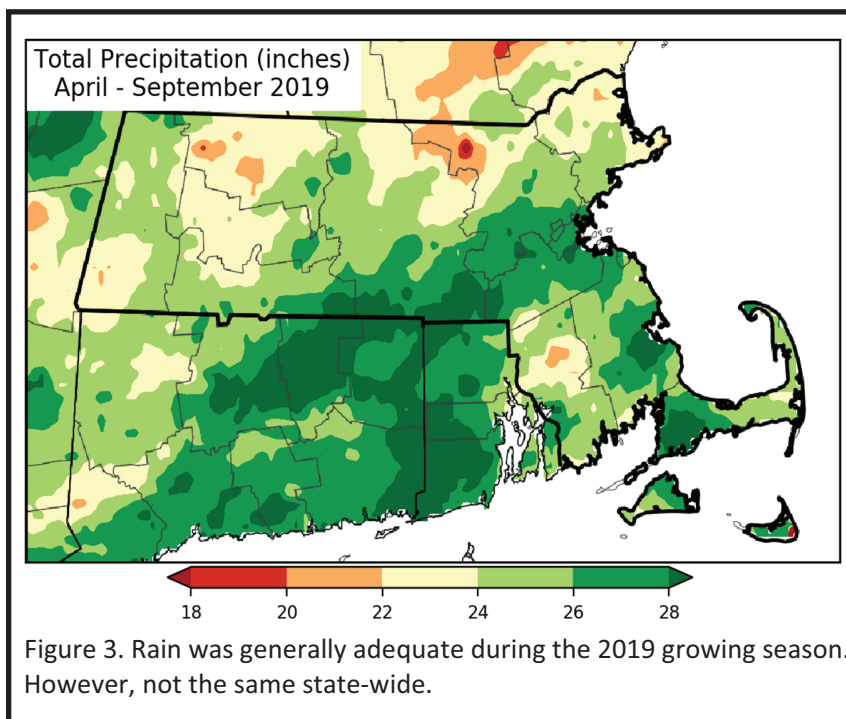 Total Precipitation (inches)
April - September 2019
18 20 22 24 26 28
Figure 3. Rain was generally adequate during the 2019 growing season.
However, not the same state-wide.